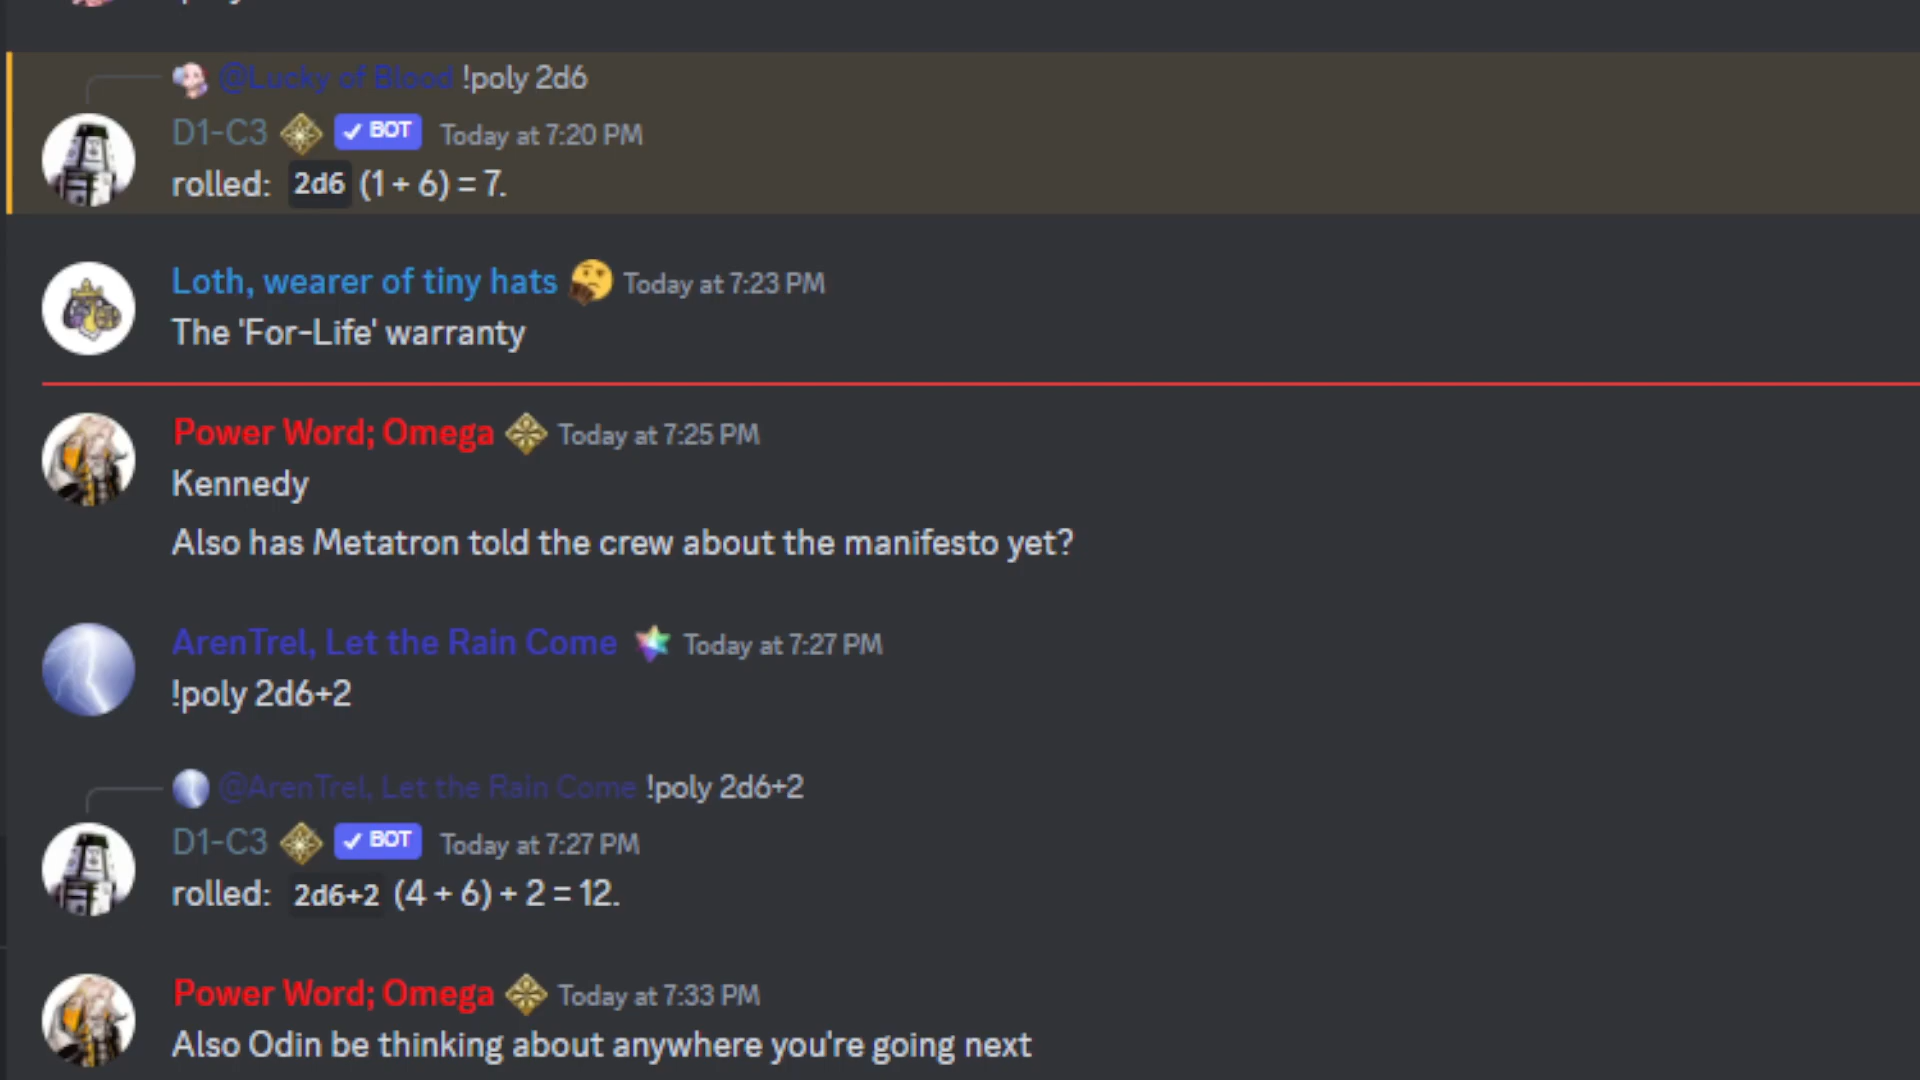 @Lucky of Blood !poly 2d6
D1-C3 BOT Today at 7:20 PM
rolled: 2d6 (1 + 6) = 7.
Loth, wearer of tiny hats Today at 7:23 PM
The 'For-Life' warranty
Power Word; Omega Today at 7:25 PM
Kennedy
Also has Metatron told the crew about the manifesto yet?
ArenTrel, Let the Rain Come Today at 7:27 PM
!poly 2d6+2
@ArenTrel, Let the Rain Come !poly 2d6+2
D1-C3 BOT Today at 7:27 PM
rolled: 2d6+2 (4 + 6) + 2 = 12.
Power Word; Omega Today at 7:33 PM
Also Odin be thinking about anywhere you're going next